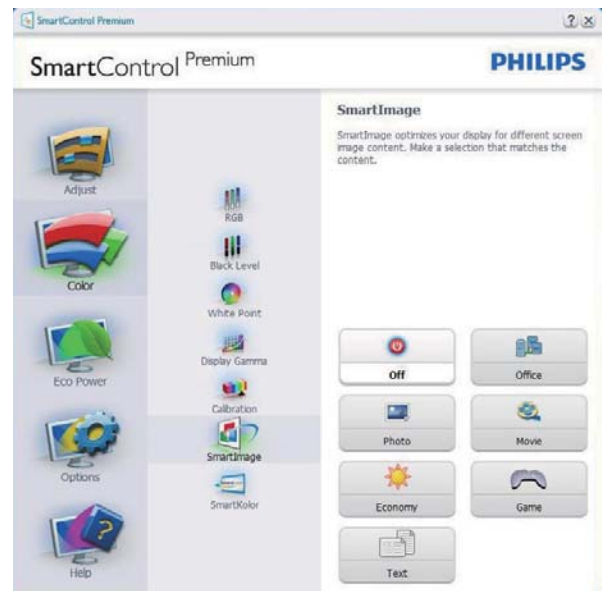 SmartControl Premium
? x
SmartControl Premium
PHILIPS
Adjust
Color
Eco Power
Options
Help
RGB
Black Level
White Point
Display Gamma
Calibration
SmartImage
SmartKolor
SmartImage
SmartImage optimizes your display for different screen
image content. Make a selection that matches the
content.
Off
Office
Photo
Movie
Economy
Game
Text